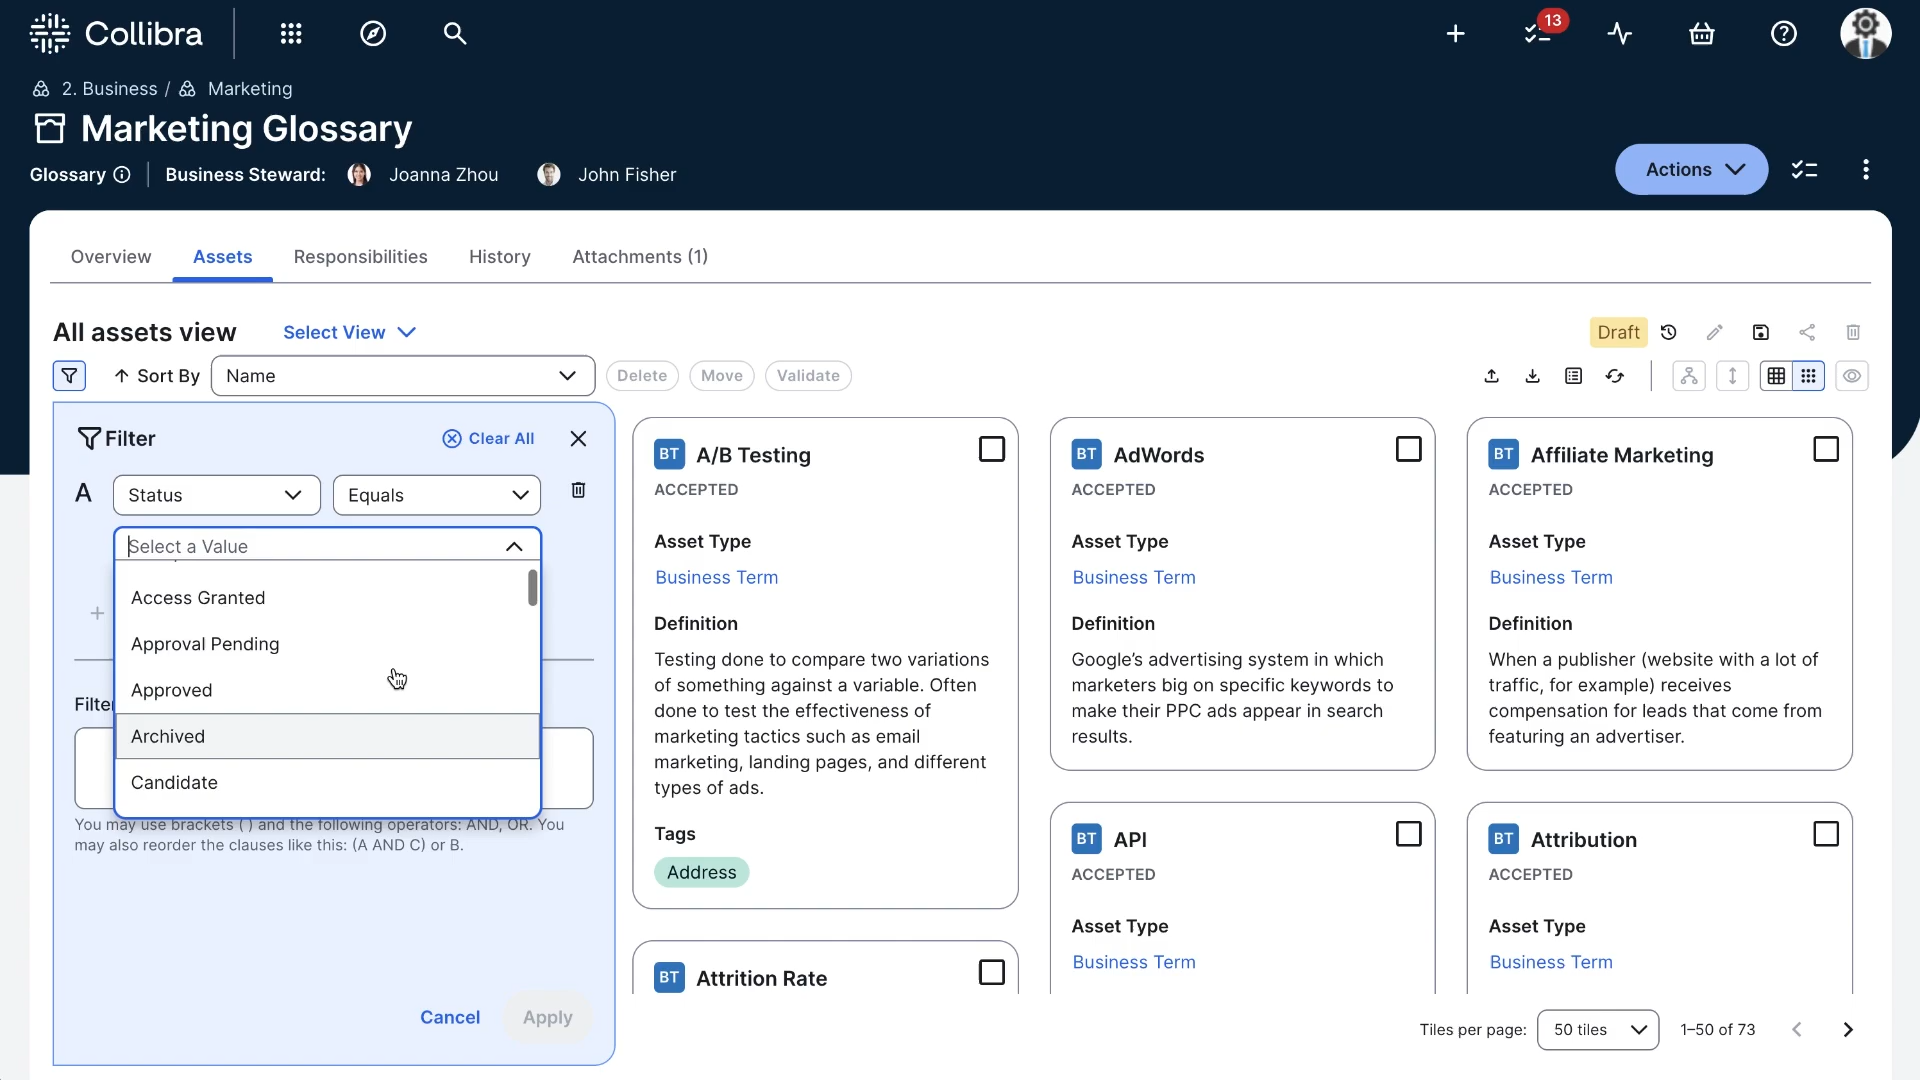 Collibra
13
2. Business / Marketing
Marketing Glossary
Glossary
Business Steward: Joanna Zhou John Fisher
Actions
Overview Assets Responsibilities History Attachments (1)
All assets view Select View
Draft
Sort By Name Delete Move Validate
Filter Clear All
A Status Equals
Select a Value
Access Granted
Approval Pending
Approved
Archived
Candidate
Filter
You may use brackets ( ) and the following operators: AND, OR. You
may also reorder the clauses like this: (A AND C) or B.
Cancel Apply
BT A/B Testing
ACCEPTED
Asset Type
Business Term
Definition
Testing done to compare two variations
of something against a variable. Often
done to test the effectiveness of
marketing tactics such as email
marketing, landing pages, and different
types of ads.
Tags
Address
BT Attrition Rate
BT AdWords
ACCEPTED
Asset Type
Business Term
Definition
Google's advertising system in which
marketers big on specific keywords to
make their PPC ads appear in search
results.
BT API
ACCEPTED
Asset Type
Business Term
BT Affiliate Marketing
ACCEPTED
Asset Type
Business Term
Definition
When a publisher (website with a lot of
traffic, for example) receives
compensation for leads that come from
featuring an advertiser.
BT Attribution
ACCEPTED
Asset Type
Business Term
Tiles per page: 50 tiles 1–50 of 73